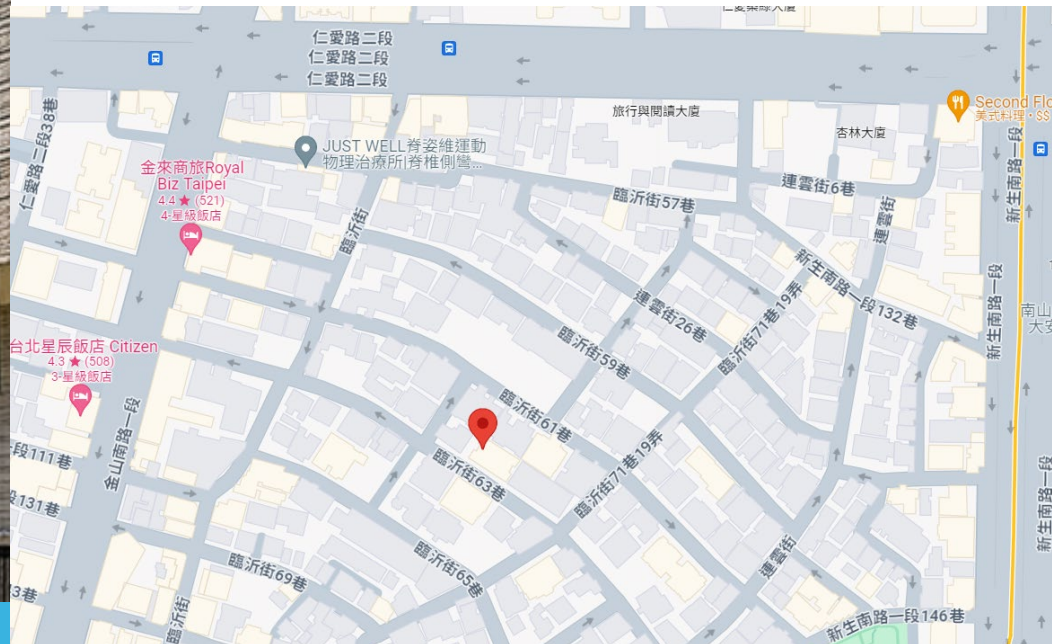 仁愛路二段
仁愛路二段
仁愛路二段
仁愛路二段38巷
旅行與閱讀大廈
杏林大廈
Second Flo
美式料理·$$
JUST WELL脊姿維運動
物理治療所|脊椎側彎...
金來商旅Royal
Biz Taipei
4.4 ★ (521)
4-星級飯店
臨沂街
臨沂街57巷
連雲街6巷
連雲街
新生南路一段
新生南路一段
新生南路一段132巷
連雲街26巷
臨沂街71巷19弄
臨沂街59巷
南山
大安
台北星辰飯店 Citizen
4.3 ★ (508)
3-星級飯店
金山南路一段
臨沂街61巷
臨沂街63巷
臨沂街71巷19弄
段111巷
131巷
臨沂街65巷
臨沂街69巷
連雲街
新生南路一段
3巷
臨沂街
新生南路一段146巷